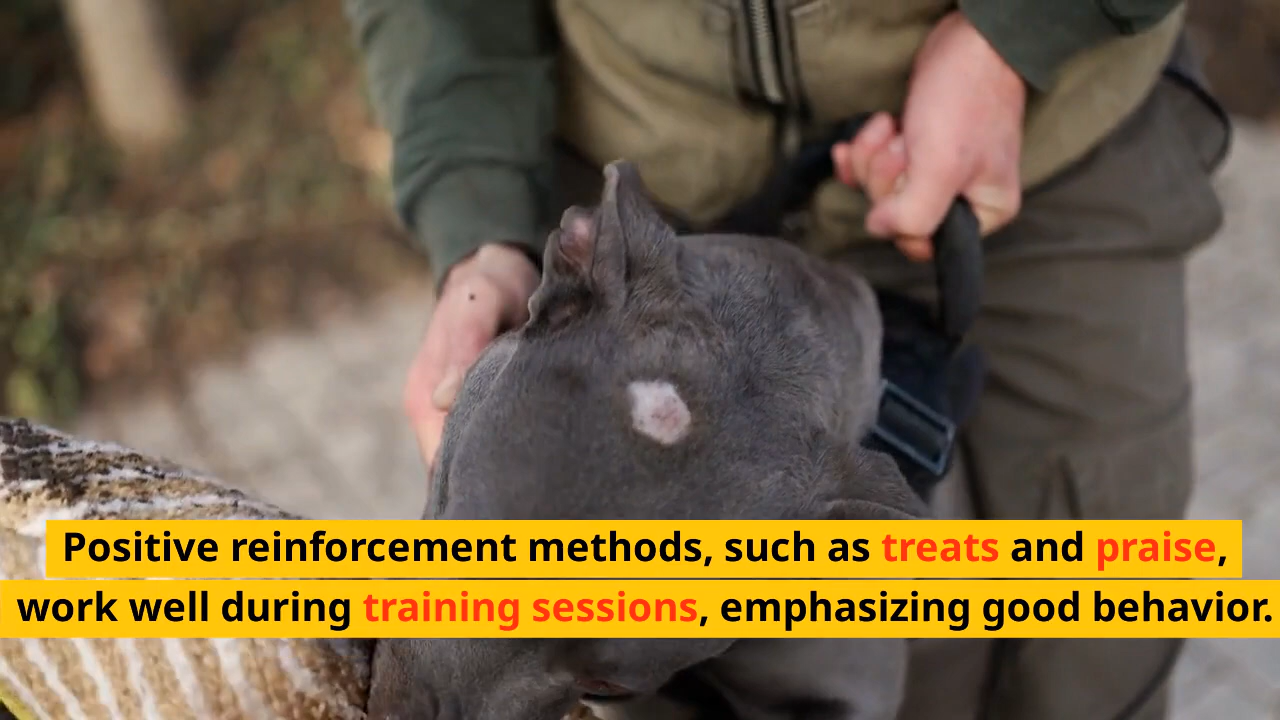 Positive reinforcement methods, such as treats and praise,
work well during training sessions, emphasizing good behavior.